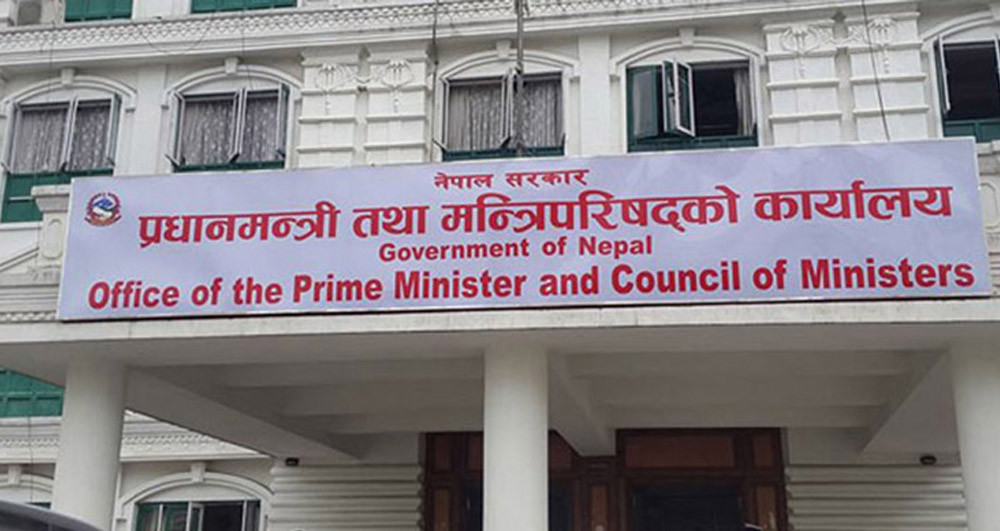 नेपाल सरकार
प्रधानमन्त्री तथा मन्त्रिपरिषद्को कार्यालय
Government of Nepal
Office of the Prime Minister and Council of Ministers